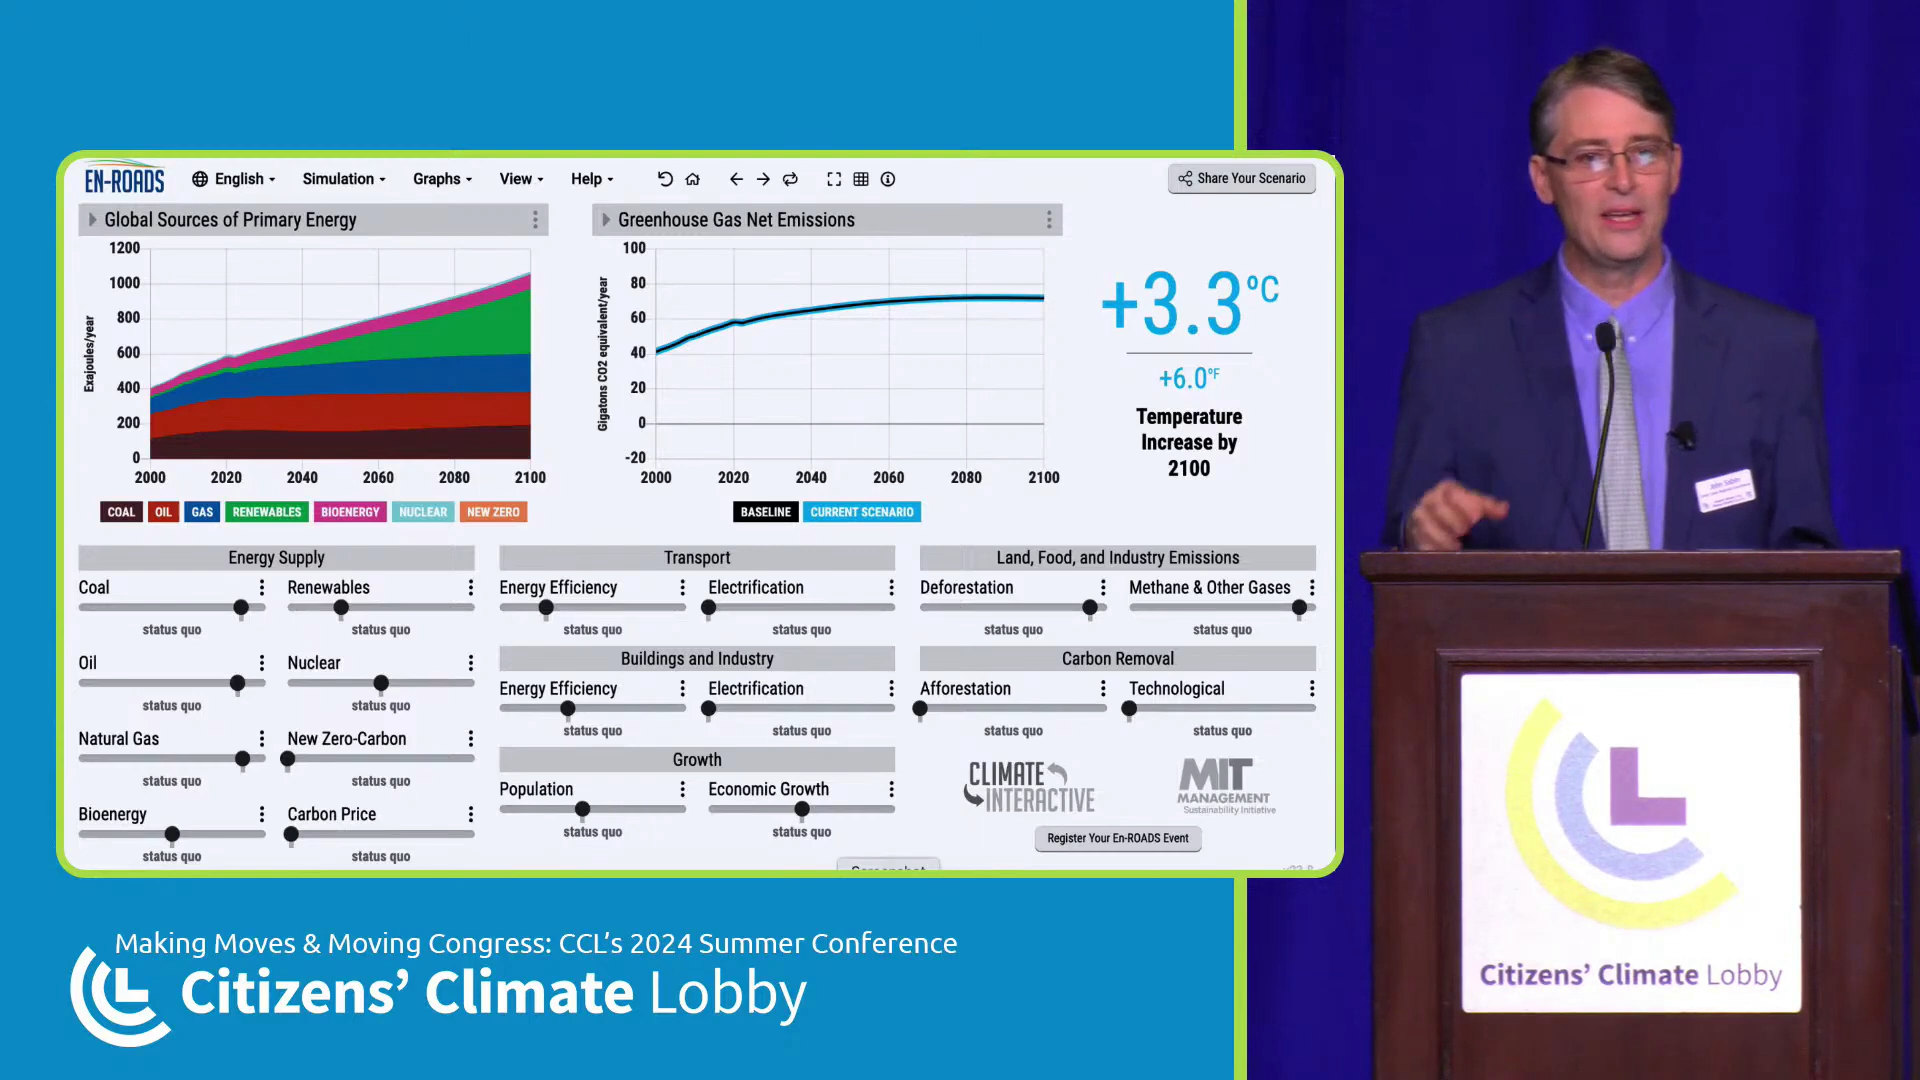 EN-ROADS
English
Simulation
Graphs
View
Help
Share Your Scenario
Global Sources of Primary Energy
1200
1000
800
600
400
200
0
Exajoules/year
2000 2020 2040 2060 2080 2100
COAL OIL GAS RENEWABLES BIOENERGY NUCLEAR NEW ZERO
Greenhouse Gas Net Emissions
100
80
60
40
20
0
-20
Gigatons CO2 equivalent/year
2000 2020 2040 2060 2080 2100
BASELINE CURRENT SCENARIO
+3.3°C
+6.0°F
Temperature
Increase by
2100
Energy Supply
Coal
status quo
Renewables
status quo
Oil
status quo
Nuclear
status quo
Natural Gas
status quo
New Zero-Carbon
status quo
Bioenergy
status quo
Carbon Price
status quo
Transport
Energy Efficiency
status quo
Electrification
status quo
Buildings and Industry
Energy Efficiency
status quo
Electrification
status quo
Growth
Population
status quo
Economic Growth
status quo
Land, Food, and Industry Emissions
Deforestation
status quo
Methane & Other Gases
status quo
Carbon Removal
Afforestation
status quo
Technological
status quo
CLIMATE
INTERACTIVE
MIT
MANAGEMENT
Sustainability Initiative
Register Your En-ROADS Event
Making Moves & Moving Congress: CCL's 2024 Summer Conference
Citizens' Climate Lobby
Citizens' Climate Lobby